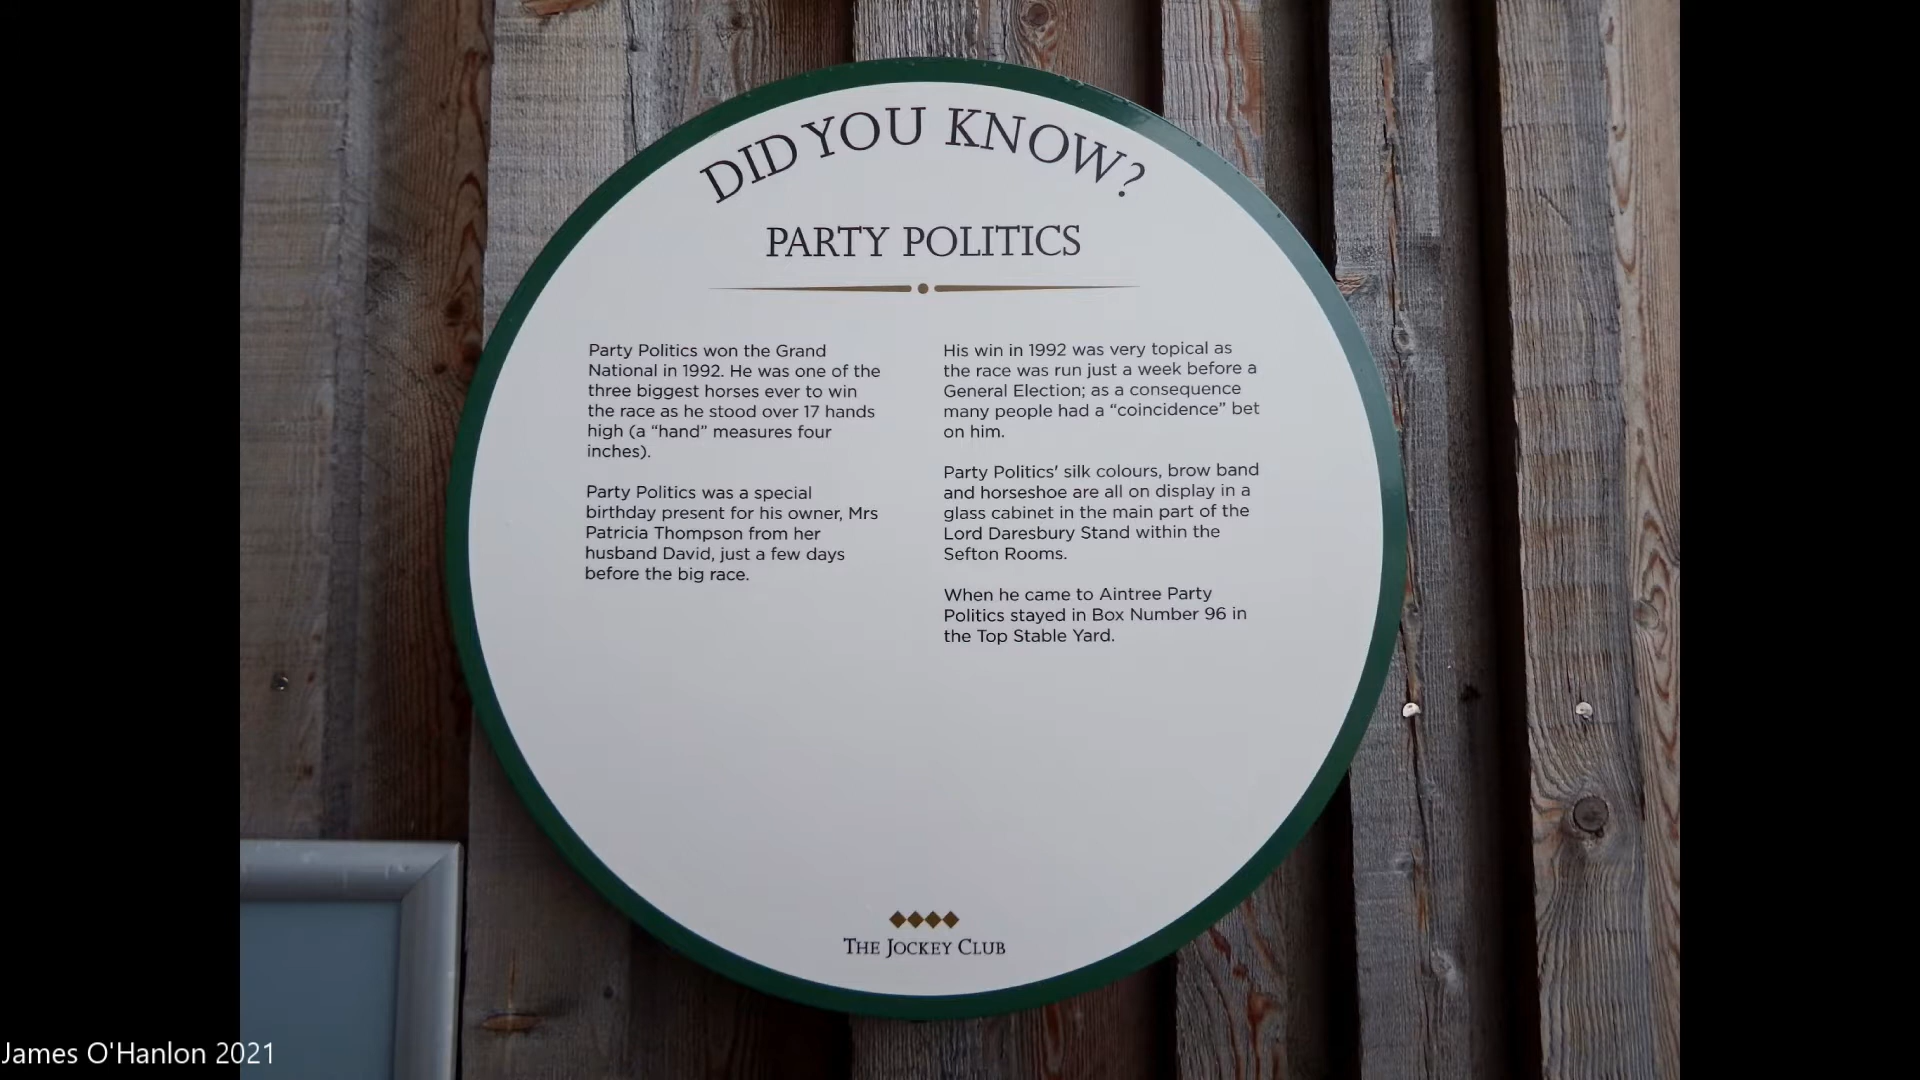 DID YOU KNOW?
PARTY POLITICS
Party Politics won the Grand
National in 1992. He was one of the
three biggest horses ever to win
the race as he stood over 17 hands
high (a “hand” measures four
inches).
Party Politics was a special
birthday present for his owner, Mrs
Patricia Thompson from her
husband David, just a few days
before the big race.
His win in 1992 was very topical as
the race was run just a week before a
General Election; as a consequence
many people had a “coincidence” bet
on him.
Party Politics' silk colours, brow band
and horseshoe are all on display in a
glass cabinet in the main part of the
Lord Daresbury Stand within the
Sefton Rooms.
When he came to Aintree Party
Politics stayed in Box Number 96 in
the Top Stable Yard.
THE JOCKEY CLUB
James O'Hanlon 2021